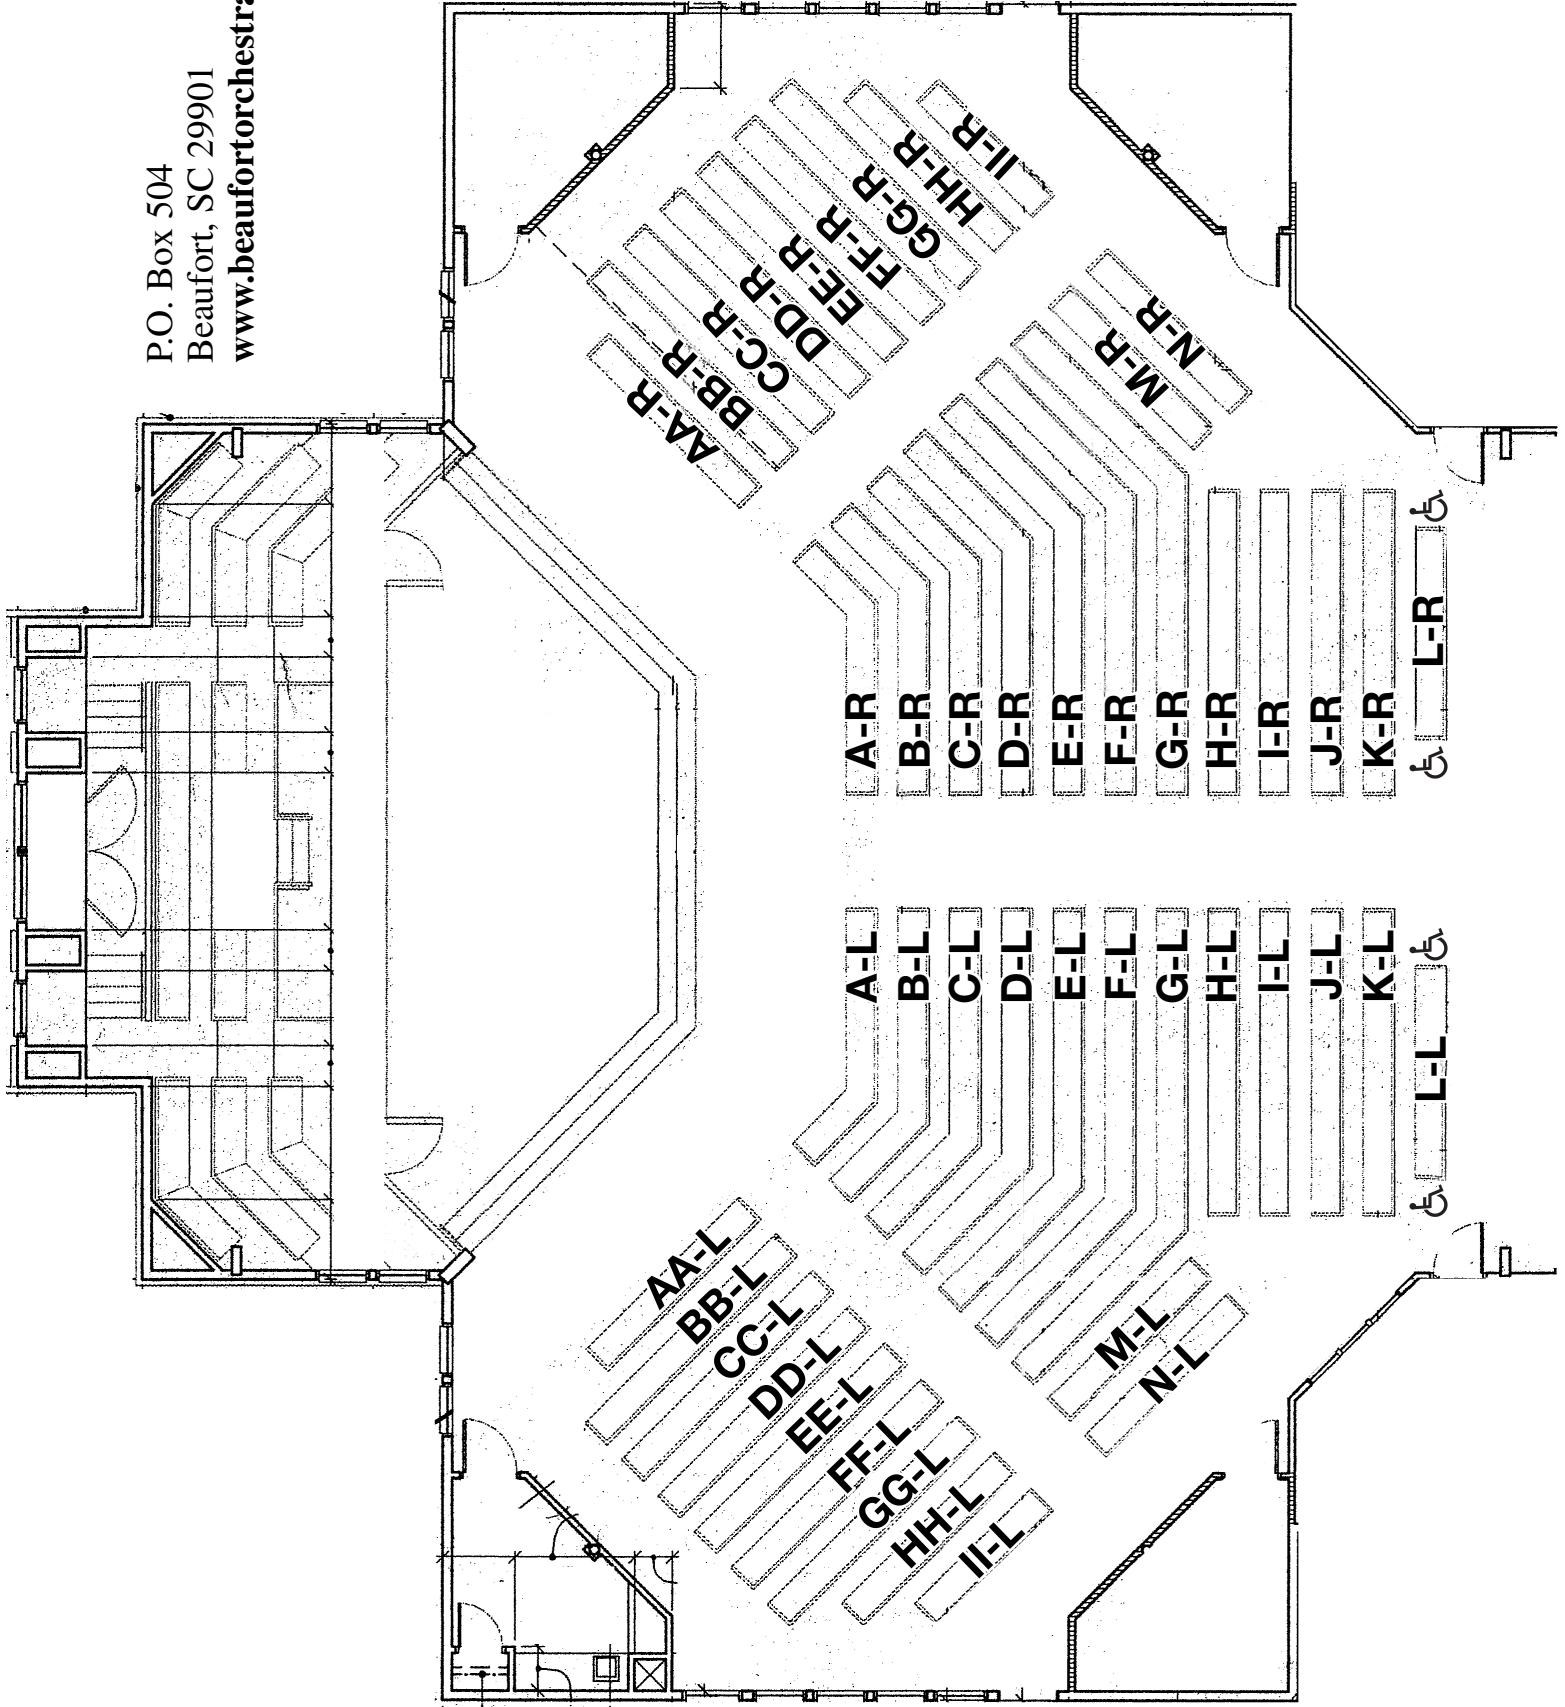 P.O. Box 504
Beaufort, SC 29901
www.beaufortorchestra
AA-L
BB-L
CC-L
DD-L
EE-L
FF-L
GG-L
HH-L
II-L
A-L
B-L
C-L
D-L
E-L
F-L
G-L
H-L
I-L
J-L
K-L
L-L
M-L
N-L
A-R
B-R
C-R
D-R
E-R
F-R
G-R
H-R
I-R
J-R
K-R
L-R
M-R
N-R
AA-R
BB-R
CC-R
DD-R
EE-R
FF-R
GG-R
HH-R
II-R